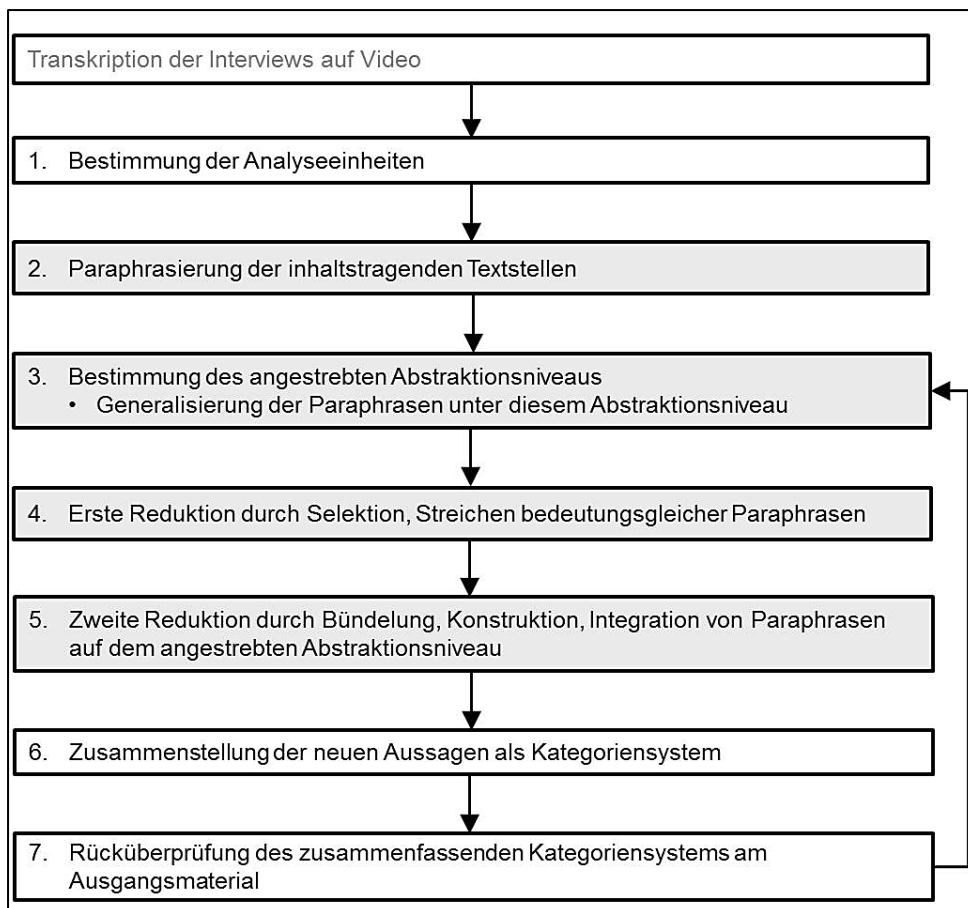 Transkription der Interviews auf Video
1. Bestimmung der Analyseeinheiten
2. Paraphrasierung der inhaltstragenden Textstellen
3. Bestimmung des angestrebten Abstraktionsniveaus
• Generalisierung der Paraphrasen unter diesem Abstraktionsniveau
4. Erste Reduktion durch Selektion, Streichen bedeutungsgleicher Paraphrasen
5. Zweite Reduktion durch Bündelung, Konstruktion, Integration von Paraphrasen
auf dem angestrebten Abstraktionsniveau
6. Zusammenstellung der neuen Aussagen als Kategoriensystem
7. Rücküberprüfung des zusammenfassenden Kategoriensystems am
Ausgangsmaterial